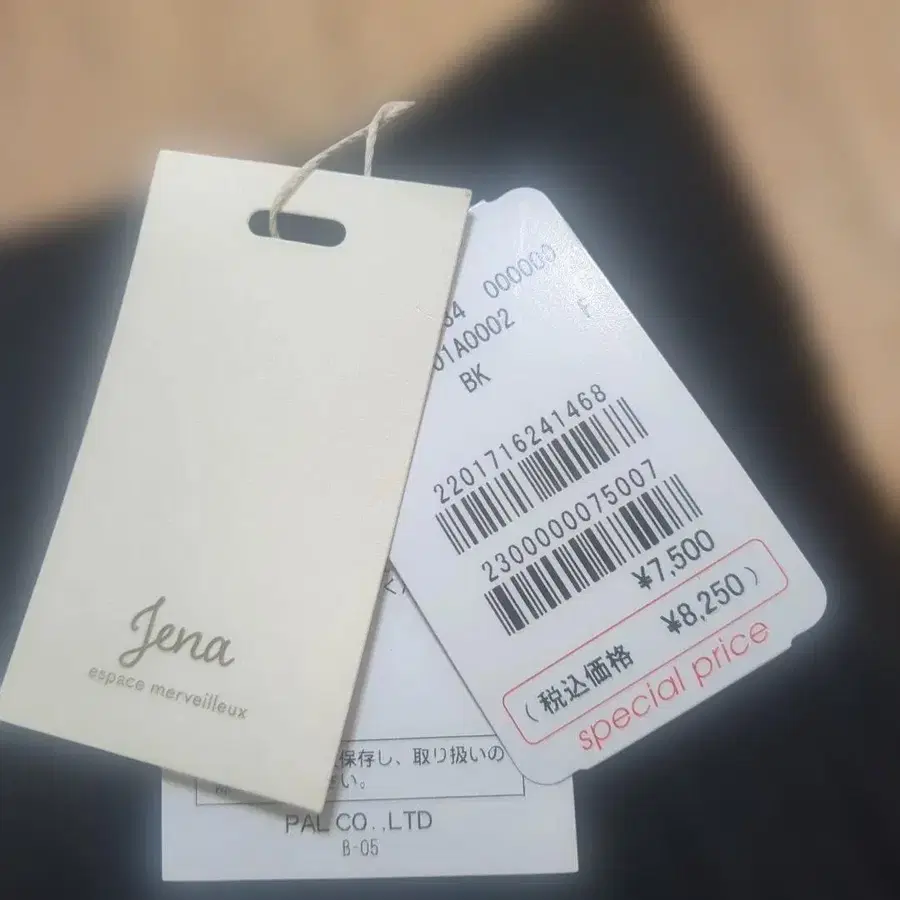 Jena
espace merveilleux
64 000000
01A0002 F
BK
2201716241468
2300000075007
¥7,500
(税込価格 ¥8,250)
special price
保存し、取り扱いの
い。
PAL CO.,LTD
B-05